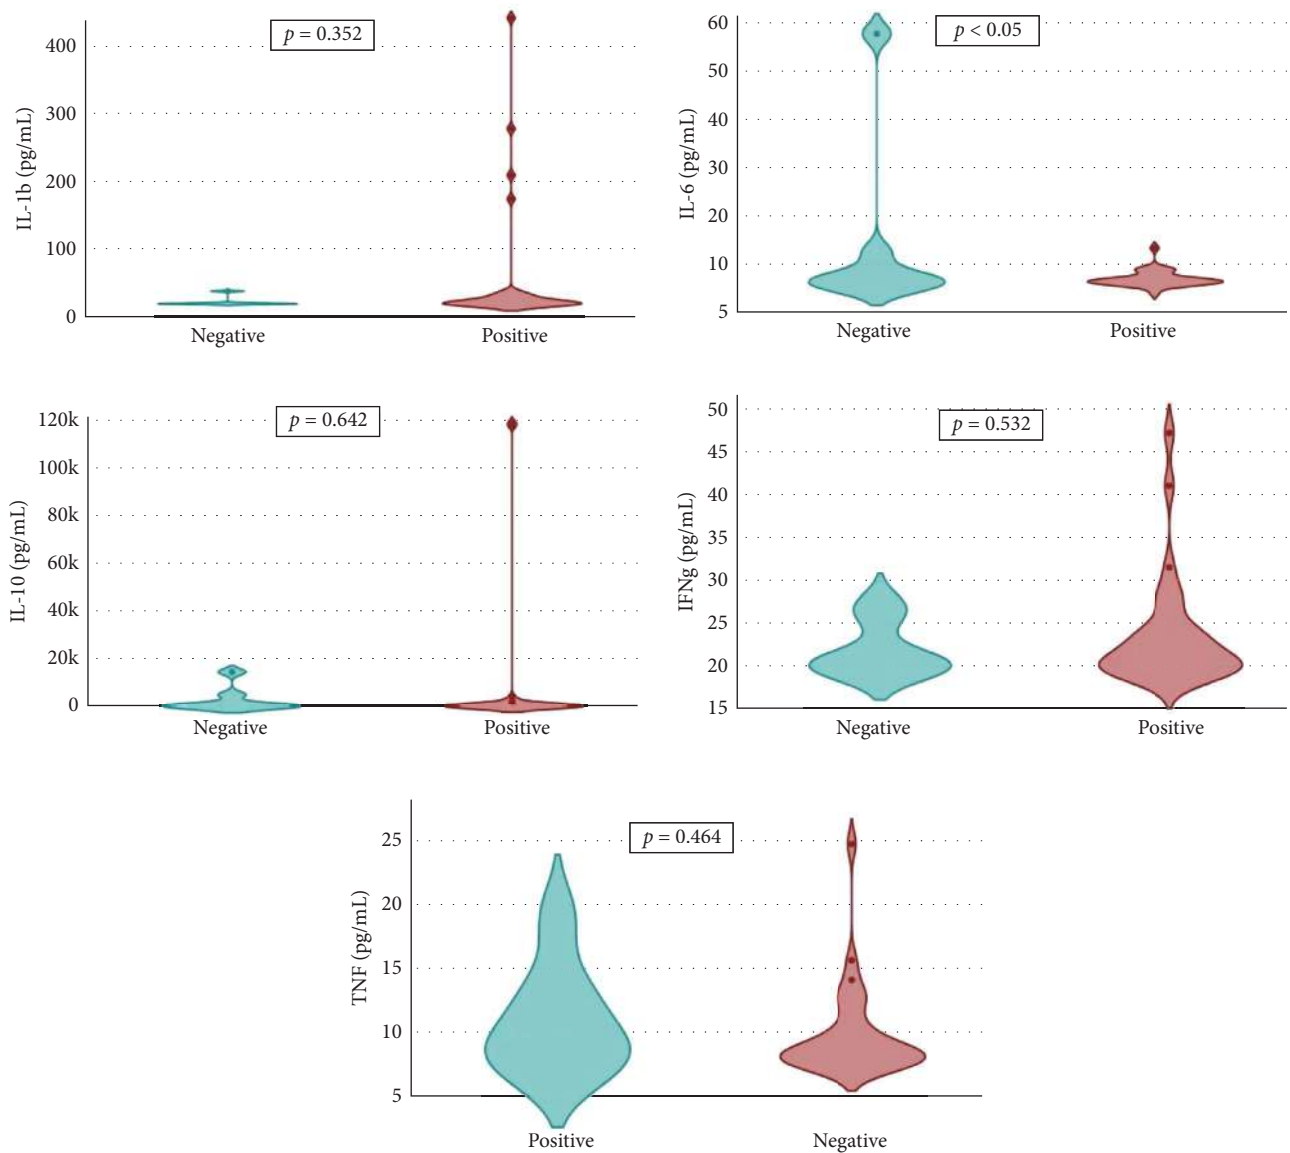 IL-1b (pg/mL)
400
300
200
100
0
p = 0.352
Negative
Positive
IL-6 (pg/mL)
60
50
40
30
20
10
5
p < 0.05
Negative
Positive
IL-10 (pg/mL)
120k
100k
80k
60k
40k
20k
0
p = 0.642
Negative
Positive
IFNg (pg/mL)
50
45
40
35
30
25
20
15
p = 0.532
Negative
Positive
TNF (pg/mL)
25
20
15
10
5
p = 0.464
Positive
Negative